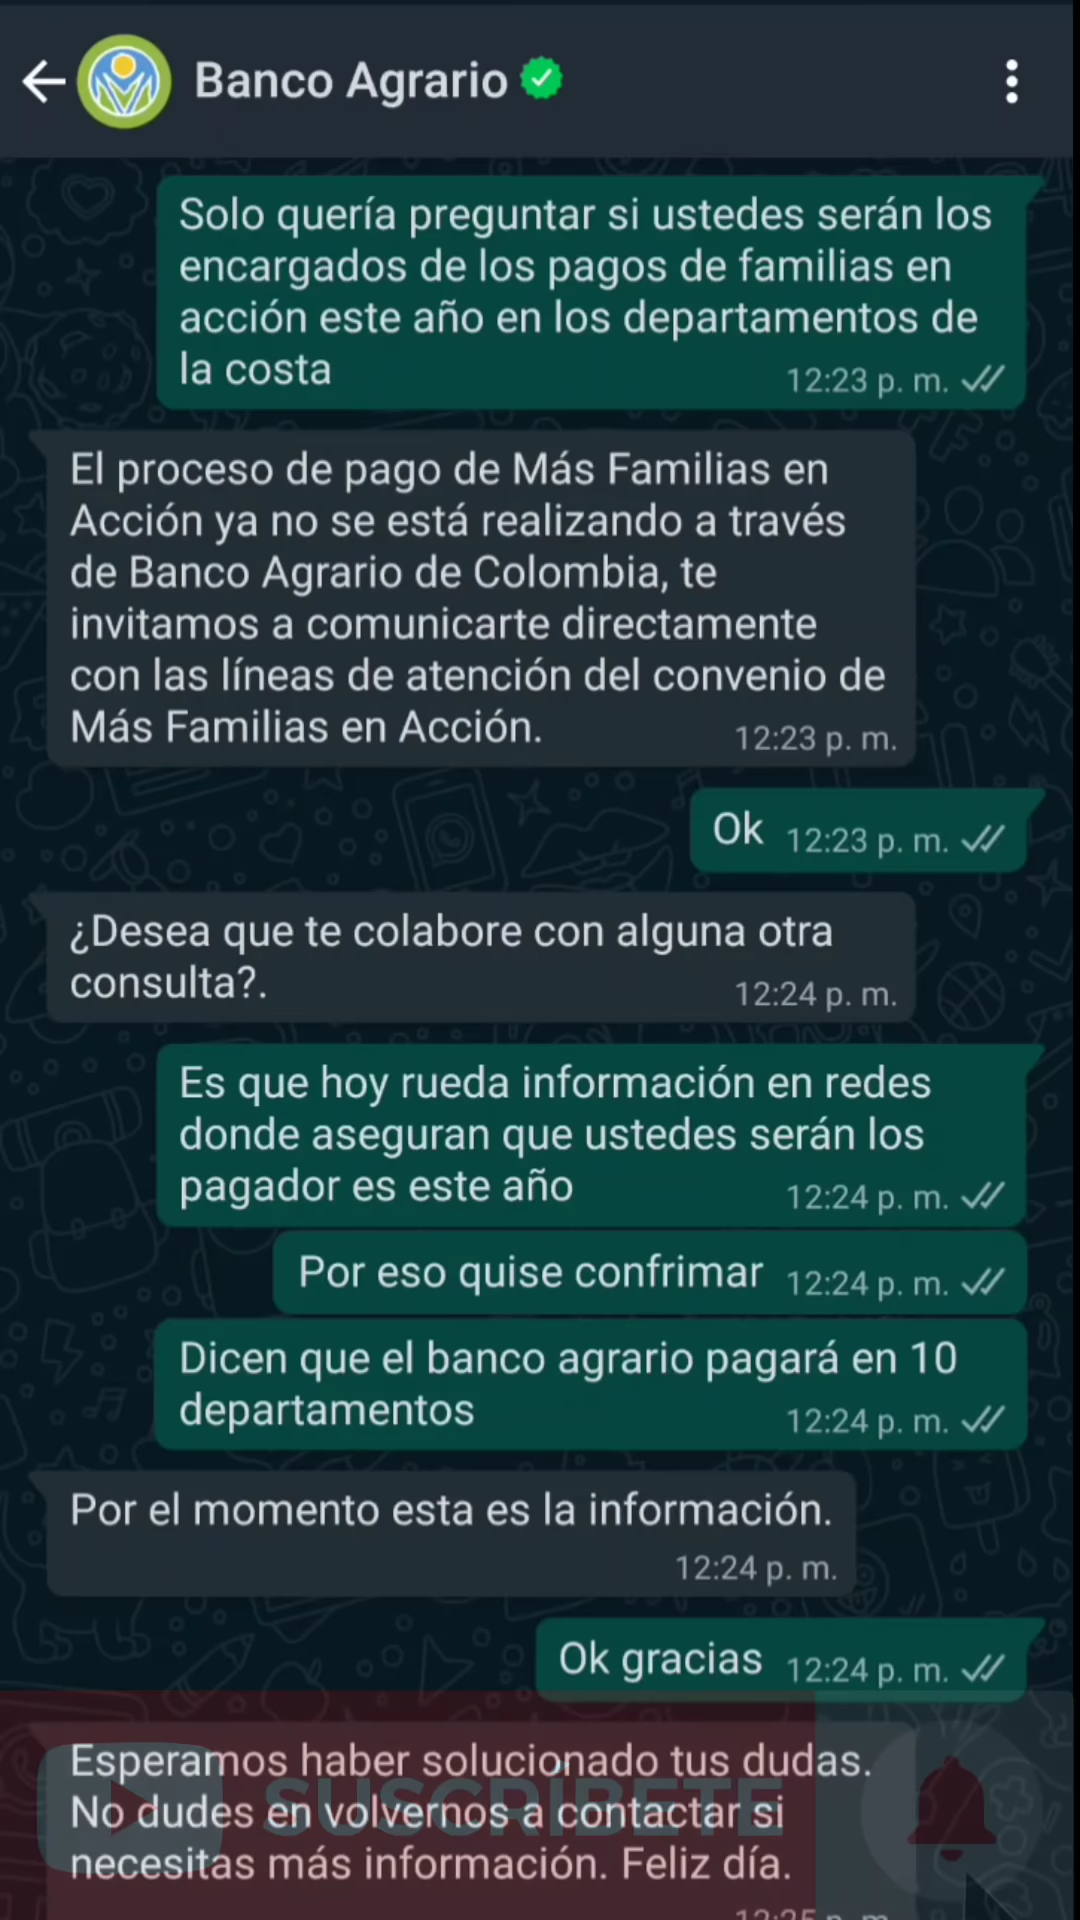 Banco Agrario
Solo quería preguntar si ustedes serán los
encargados de los pagos de familias en
acción este año en los departamentos de
la costa
12:23 p. m.
El proceso de pago de Más Familias en
Acción ya no se está realizando a través
de Banco Agrario de Colombia, te
invitamos a comunicarte directamente
con las líneas de atención del convenio de
Más Familias en Acción.
12:23 p. m.
Ok 12:23 p. m.
¿Desea que te colabore con alguna otra
consulta?.
12:24 p. m.
Es que hoy rueda información en redes
donde aseguran que ustedes serán los
pagador es este año
12:24 p. m.
Por eso quise confrimar 12:24 p. m.
Dicen que el banco agrario pagará en 10
departamentos
12:24 p. m.
Por el momento esta es la información.
12:24 p. m.
Ok gracias 12:24 p. m.
Esperamos haber solucionado tus dudas.
No dudes en volvernos a contactar si
necesitas más información. Feliz día.
12:25 p. m.
SUSCRÍBETE